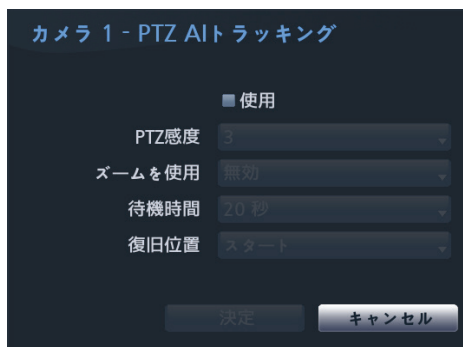 カメラ 1 - PTZ AIトラッキング
使用
PTZ感度 3
ズームを使用 無効
待機時間 20 秒
復旧位置 スタート
決定 キャンセル